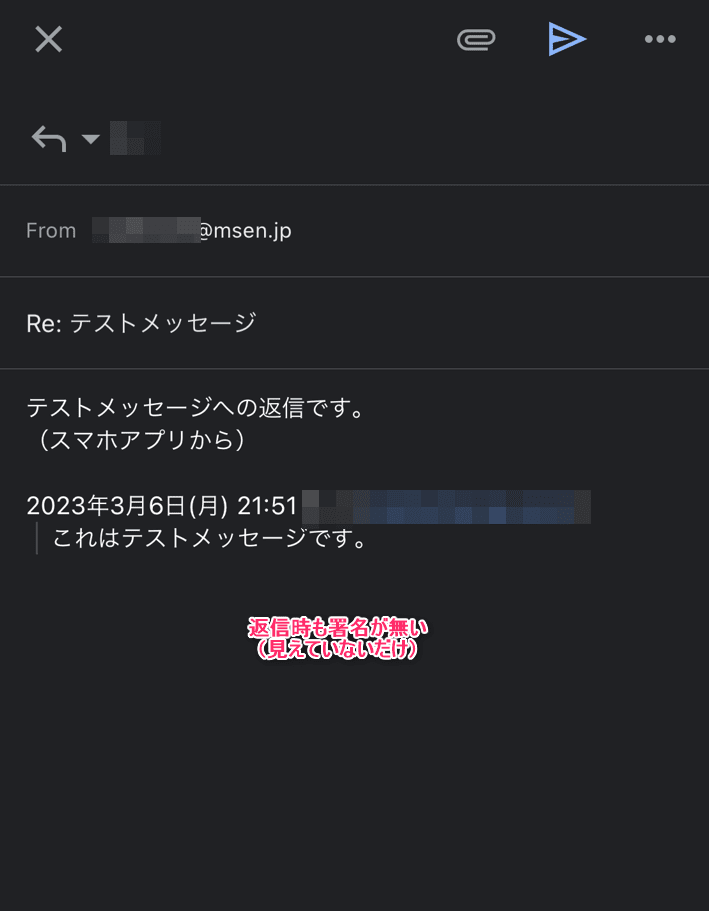 From @msen.jp
Re: テストメッセージ
テストメッセージへの返信です。
（スマホアプリから）
2023年3月6日(月) 21:51
これはテストメッセージです。
返信時も署名が無い
（見えていないだけ）